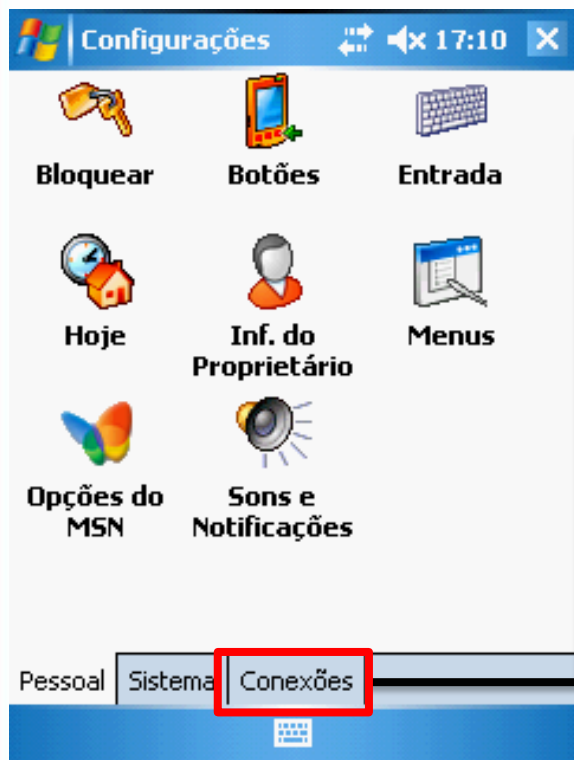 Configurações 17:10
Bloquear Botões Entrada
Hoje Inf. do Menus
Proprietário
Opções do Sons e
MSN Notificações
Pessoal Sistema Conexões